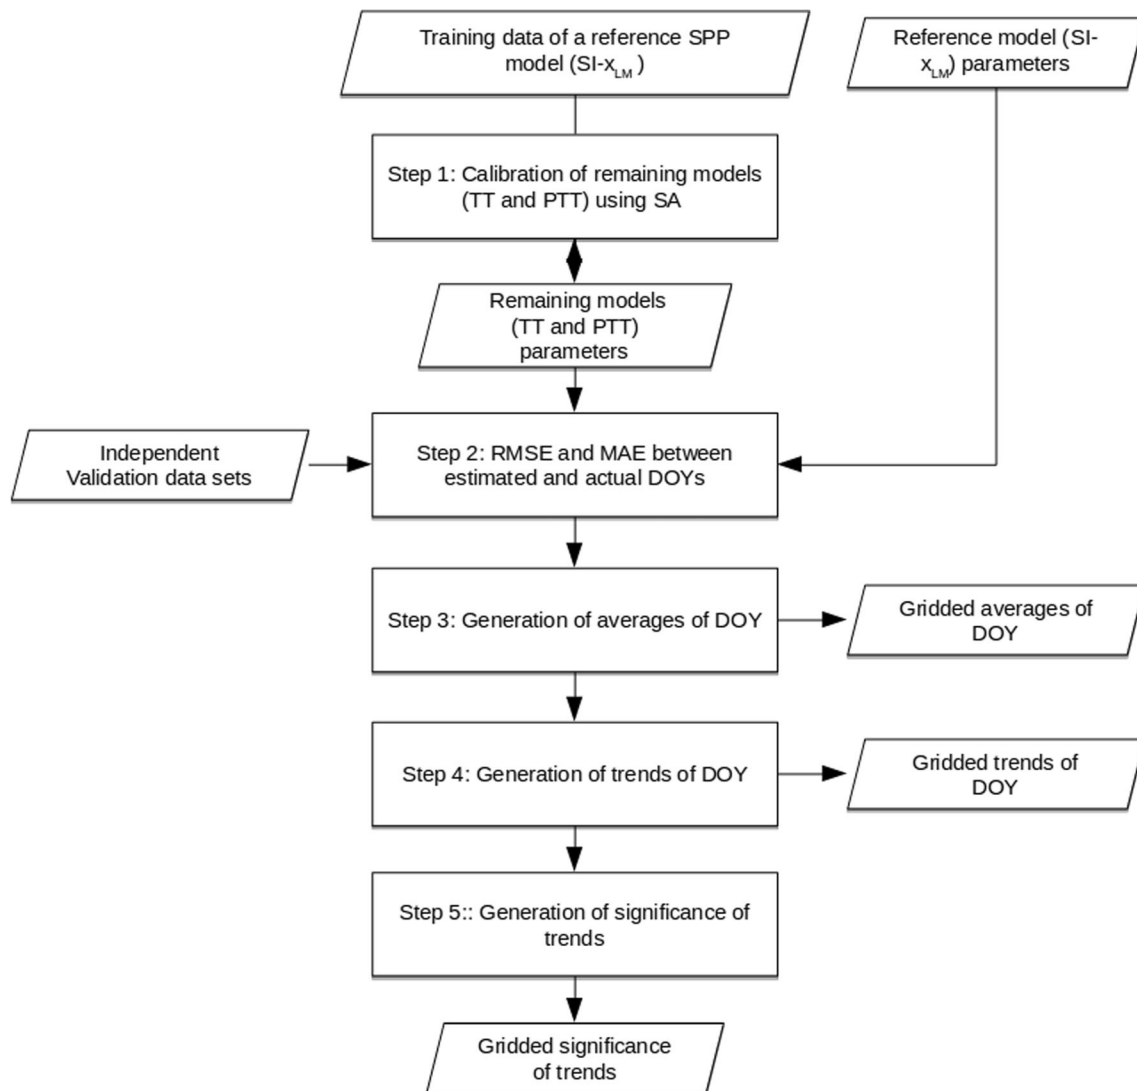 Training data of a reference SPP
model (SI-xLM )
Reference model (SI-
xLM) parameters
Step 1: Calibration of remaining models
(TT and PTT) using SA
Remaining models
(TT and PTT)
parameters
Independent
Validation data sets
Step 2: RMSE and MAE between
estimated and actual DOYs
Step 3: Generation of averages of DOY
Gridded averages of
DOY
Step 4: Generation of trends of DOY
Gridded trends of
DOY
Step 5:: Generation of significance of
trends
Gridded significance
of trends